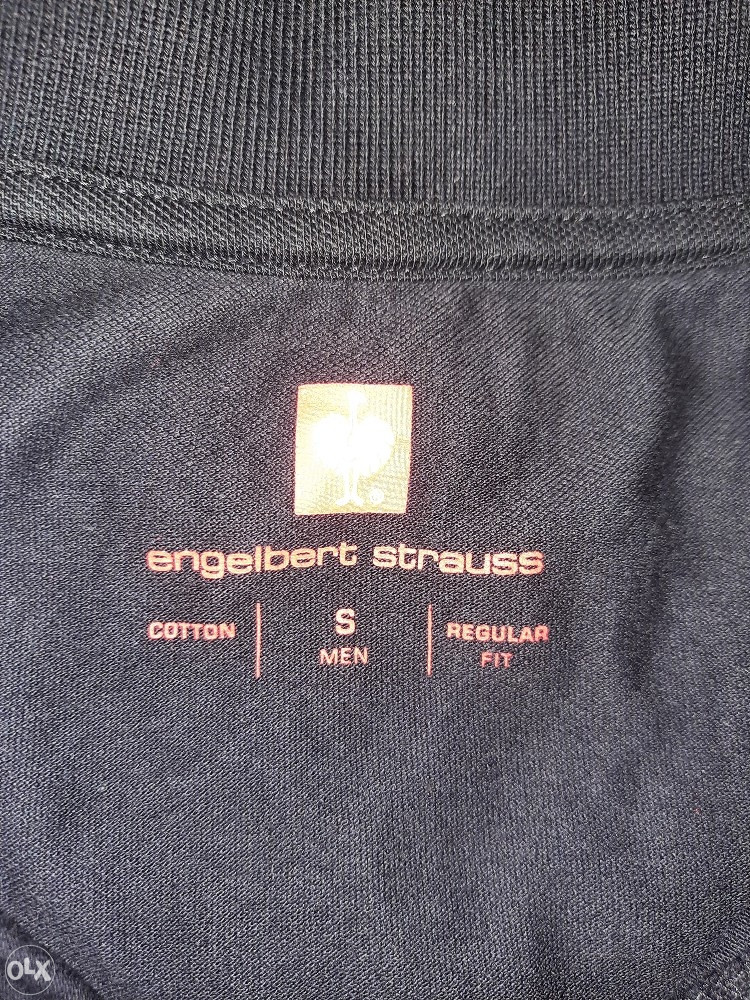 engelbert strauss
COTTON
S
MEN
REGULAR
FIT
OLX